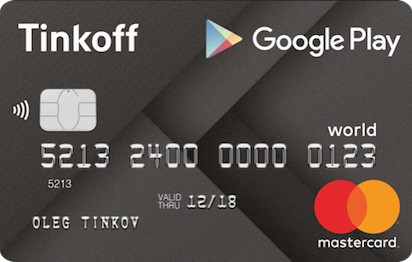 Tinkoff
Google Play
world
5213 2400 0000 0123
5213
VALID THRU 12/18
OLEG TINKOV
mastercard.